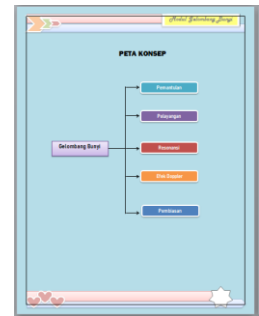 Modul Gelombang Bunyi
PETA KONSEP
Pemantulan
Pelayangan
Gelombang Bunyi
Resonansi
Efek Doppler
Pembiasan